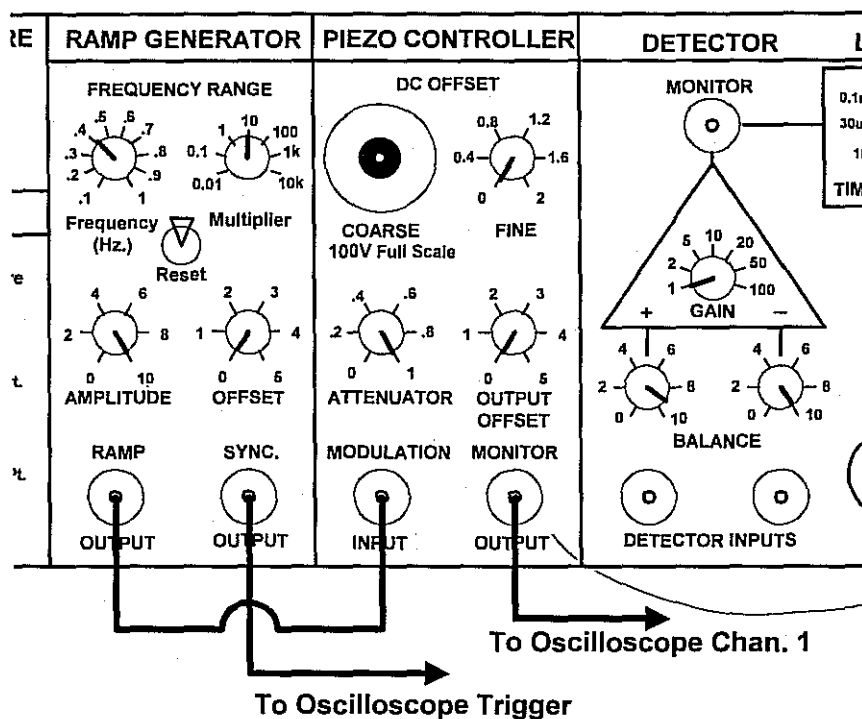 RE
RAMP GENERATOR
PIEZO CONTROLLER
DETECTOR
L
FREQUENCY RANGE
.1 .2 .3 .4 .5 .6 .7 .8 .9 1
Frequency
(Hz.)
0.01 0.1 1 10 100 1k 10k
Multiplier
Reset
0 2 4 6 8 10
AMPLITUDE
0 1 2 3 4 5
OFFSET
RAMP
OUTPUT
SYNC.
OUTPUT
DC OFFSET
COARSE
100V Full Scale
0 0.4 0.8 1.2 1.6 2
FINE
0 .2 .4 .6 .8 1
ATTENUATOR
0 1 2 3 4 5
OUTPUT
OFFSET
MODULATION
INPUT
MONITOR
OUTPUT
MONITOR
1 2 5 10 20 50 100
GAIN
+ −
0 2 4 6 8 10
0 2 4 6 8 10
BALANCE
DETECTOR INPUTS
30u
TIM
re
t.
To Oscilloscope Chan. 1
To Oscilloscope Trigger